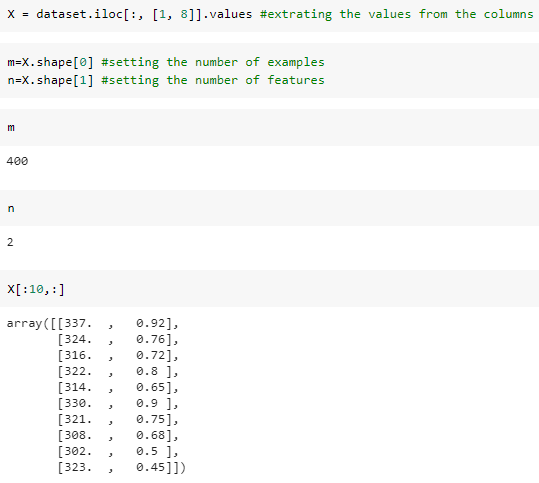 X = dataset.iloc[:, [1, 8]].values #extrating the values from the columns
m=X.shape[0] #setting the number of examples
n=X.shape[1] #setting the number of features
m
400
n
2
X[:10,:]
array([[337.  ,   0.92],
       [324.  ,   0.76],
       [316.  ,   0.72],
       [322.  ,   0.8 ],
       [314.  ,   0.65],
       [330.  ,   0.9 ],
       [321.  ,   0.75],
       [308.  ,   0.68],
       [302.  ,   0.5 ],
       [323.  ,   0.45]])